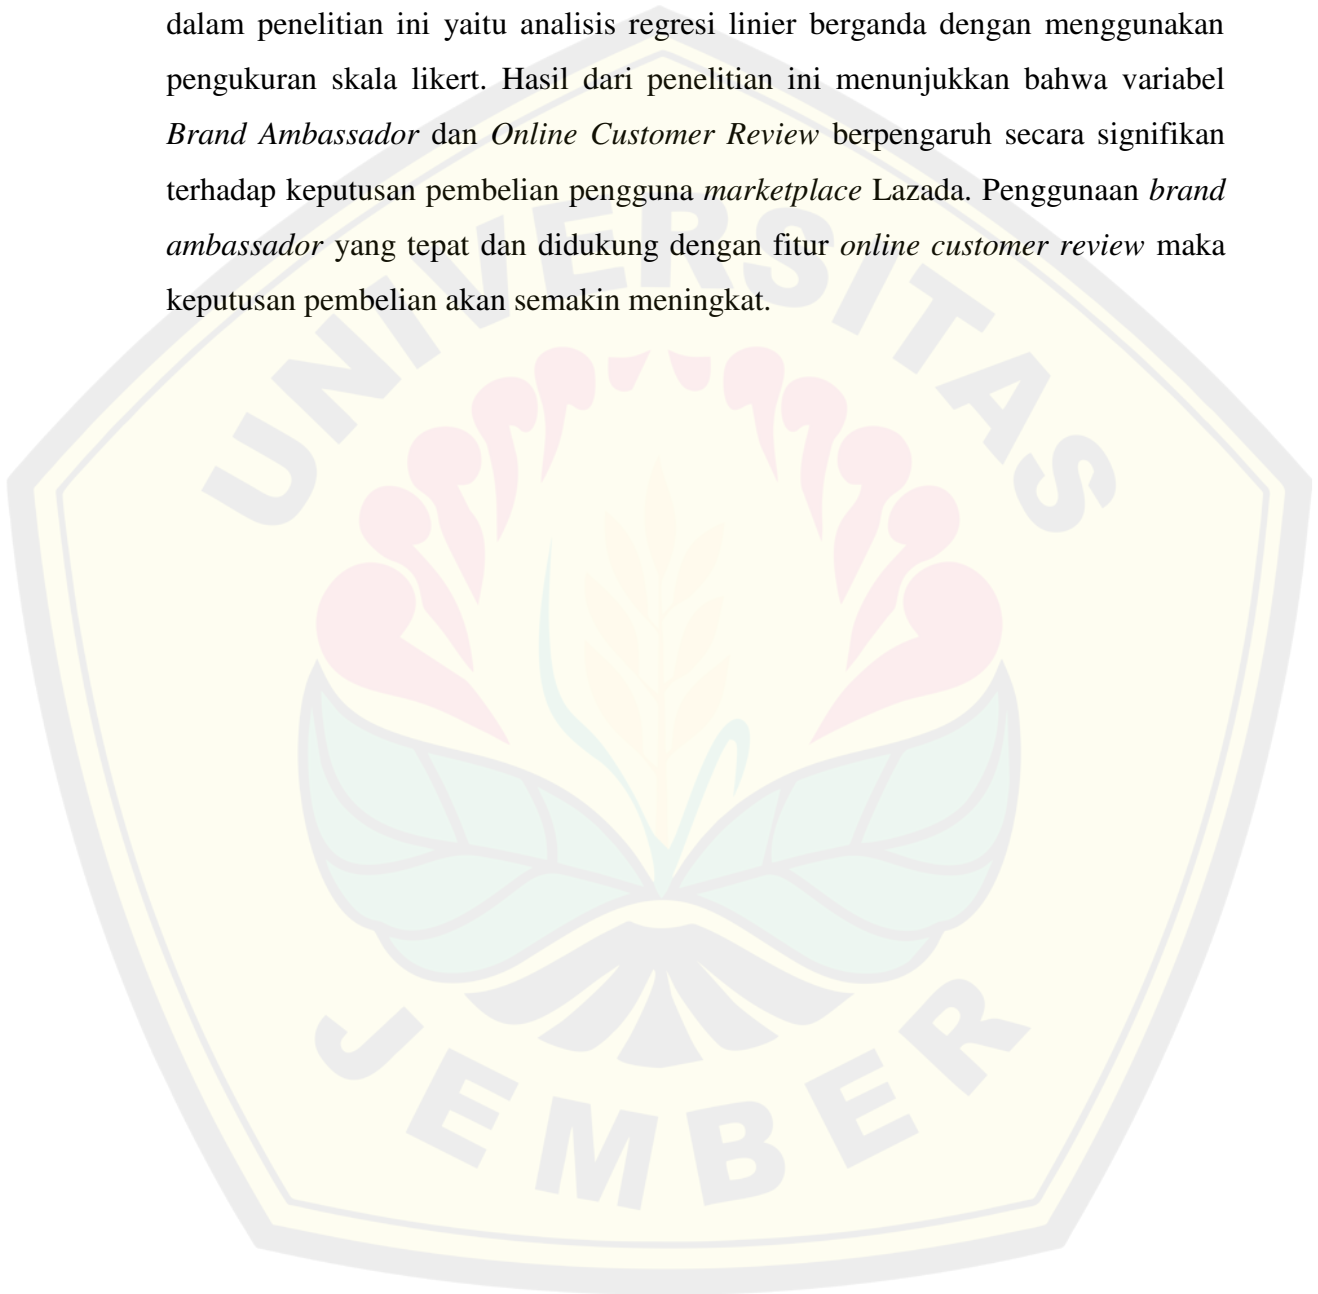 dalam penelitian ini yaitu analisis regresi linier berganda dengan menggunakan
pengukuran skala likert. Hasil dari penelitian ini menunjukkan bahwa variabel
Brand Ambassador dan Online Customer Review berpengaruh secara signifikan
terhadap keputusan pembelian pengguna marketplace Lazada. Penggunaan brand
ambassador yang tepat dan didukung dengan fitur online customer review maka
keputusan pembelian akan semakin meningkat.
UNIVERSITAS
JEMBER